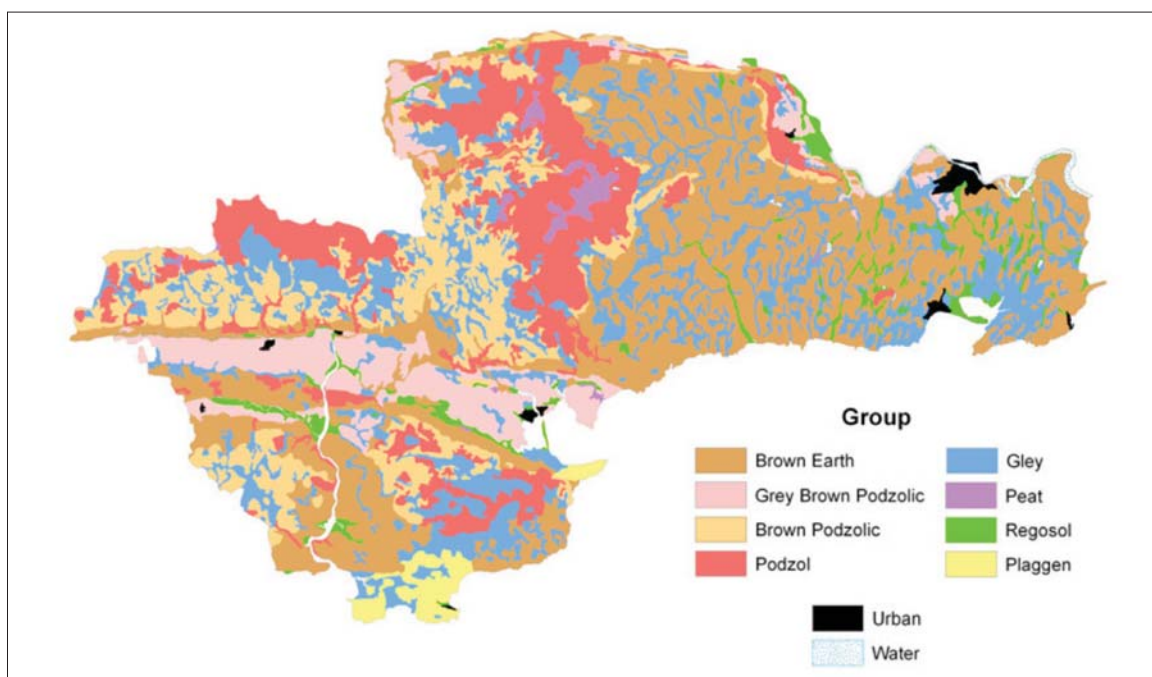 Group
Brown Earth
Grey Brown Podzolic
Brown Podzolic
Podzol
Gley
Peat
Regosol
Plaggen
Urban
Water